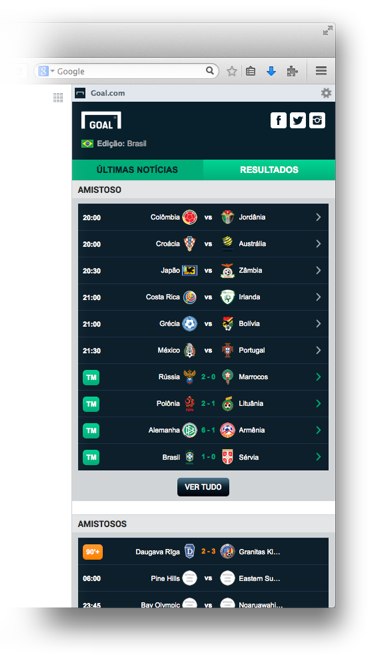 Google
Goal.com
GOAL
Edição: Brasil
ÚLTIMAS NOTÍCIAS RESULTADOS
AMISTOSO
20:00 Colômbia vs Jordânia
20:00 Croácia vs Austrália
20:30 Japão vs Zâmbia
21:00 Costa Rica vs Irlanda
21:00 Grécia vs Bolívia
21:30 México vs Portugal
TM Rússia 2 - 0 Marrocos
TM Polônia 2 - 1 Lituânia
TM Alemanha 6 - 1 Armênia
TM Brasil 1 - 0 Sérvia
VER TUDO
AMISTOSOS
90'+ Daugava Rīga 2 - 3 Granitas Kl...
06:00 Pine Hills vs Eastern Su...
23:45 Bay Olympic vs Ngaruawahi...